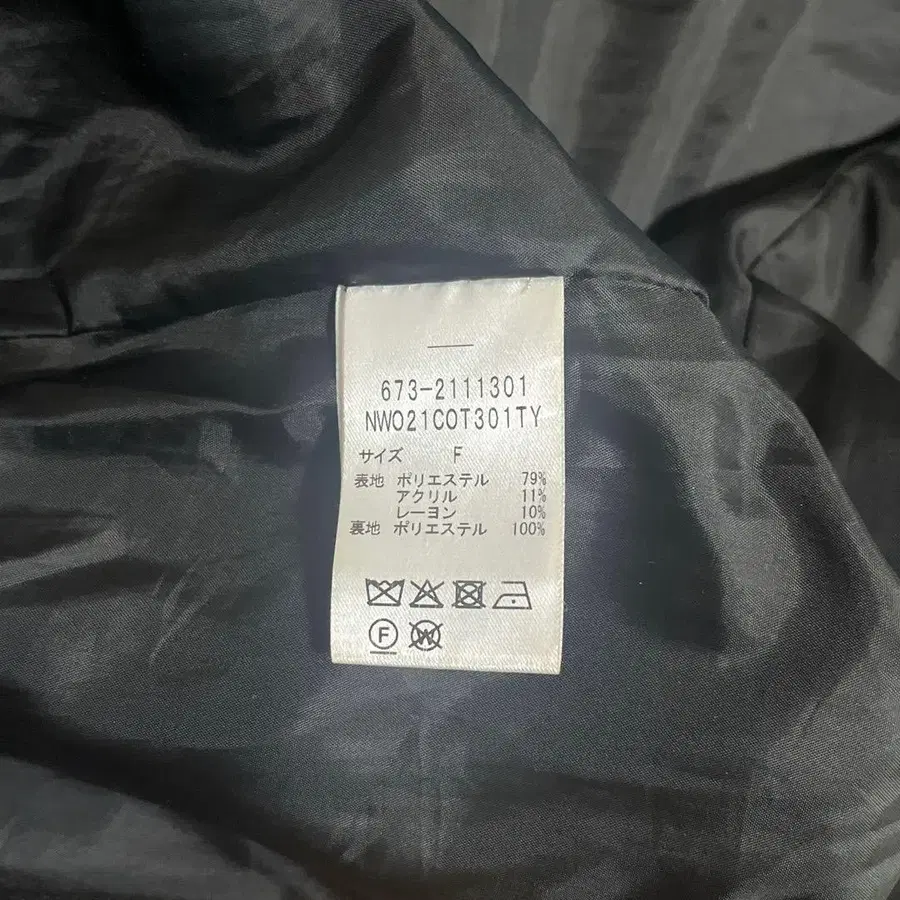 673-2111301
NW021COT301TY
サイズ F
表地 ポリエステル 79%
アクリル 11%
レーヨン 10%
裏地 ポリエステル 100%
F W